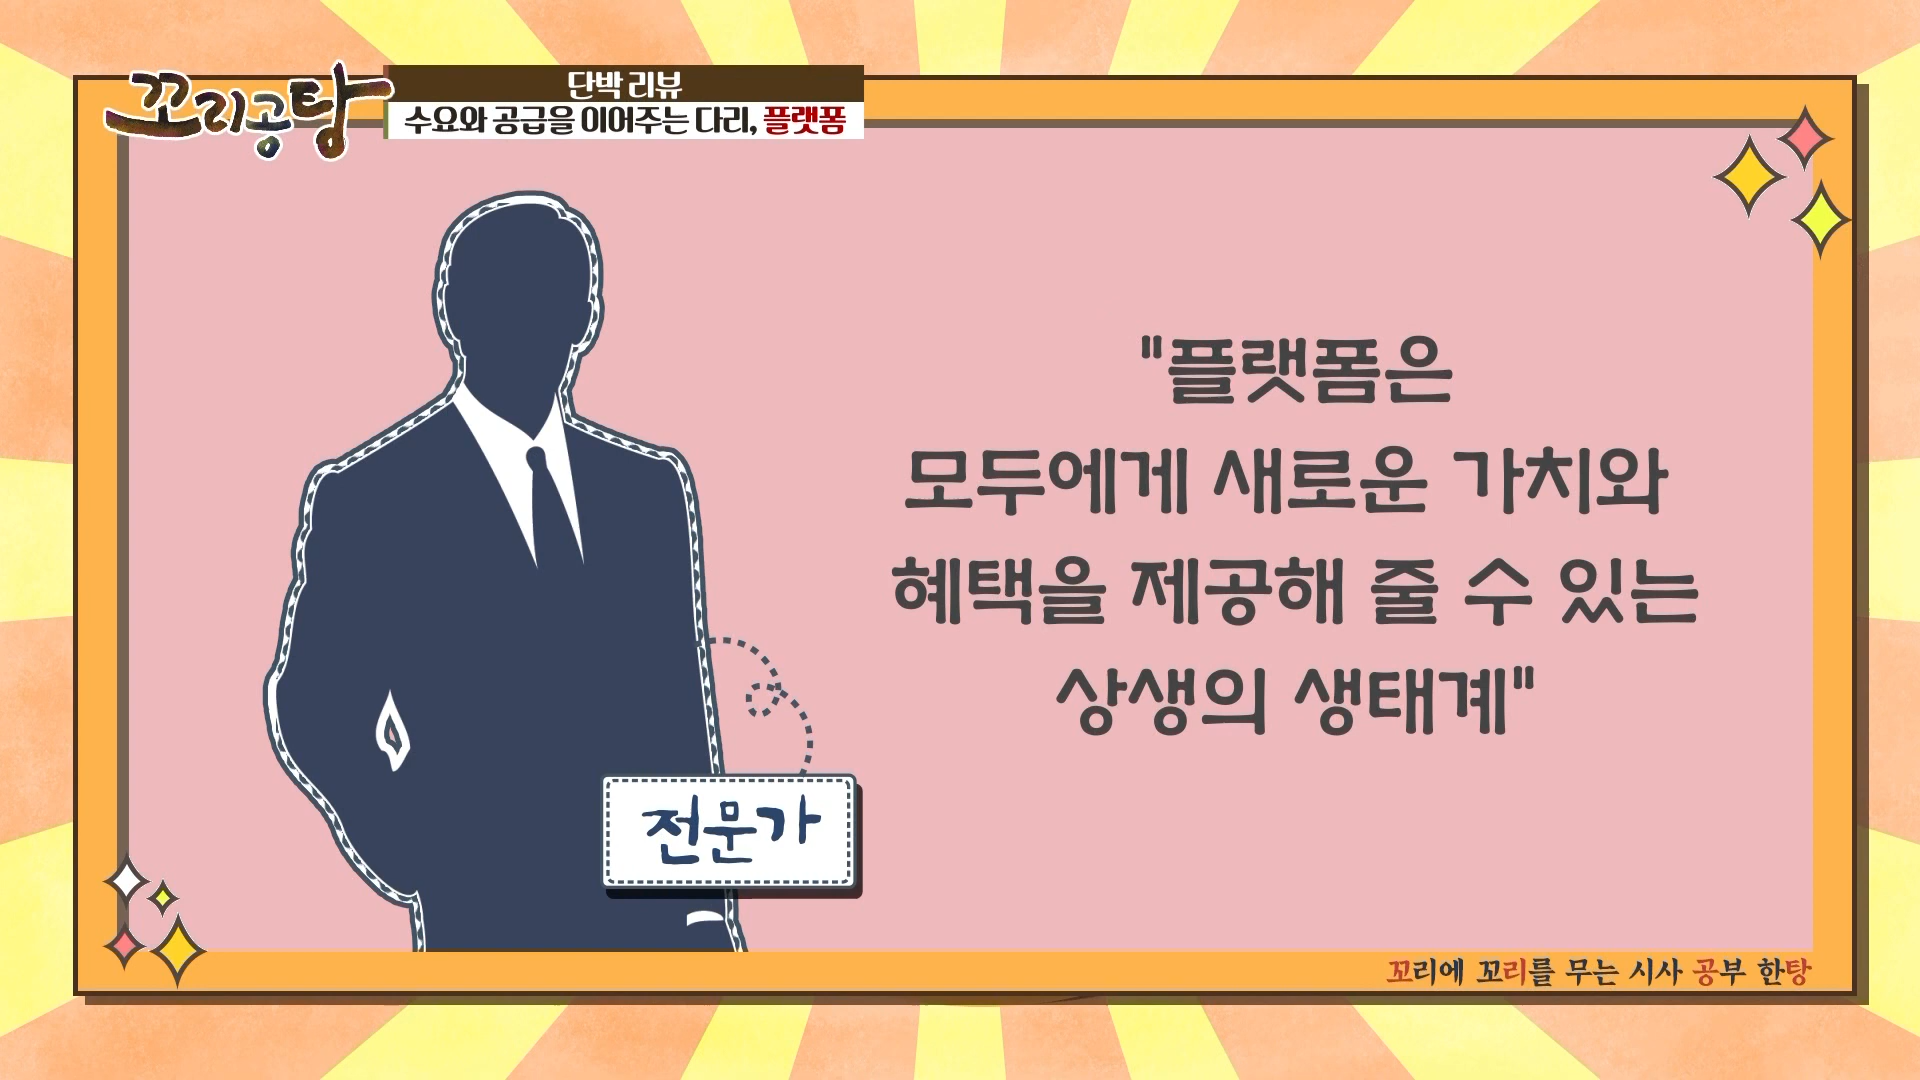 꼬리공탕
단박 리뷰
수요와 공급을 이어주는 다리, 플랫폼
"플랫폼은
모두에게 새로운 가치와
혜택을 제공해 줄 수 있는
상생의 생태계"
전문가
꼬리에 꼬리를 무는 시사 공부 한탕